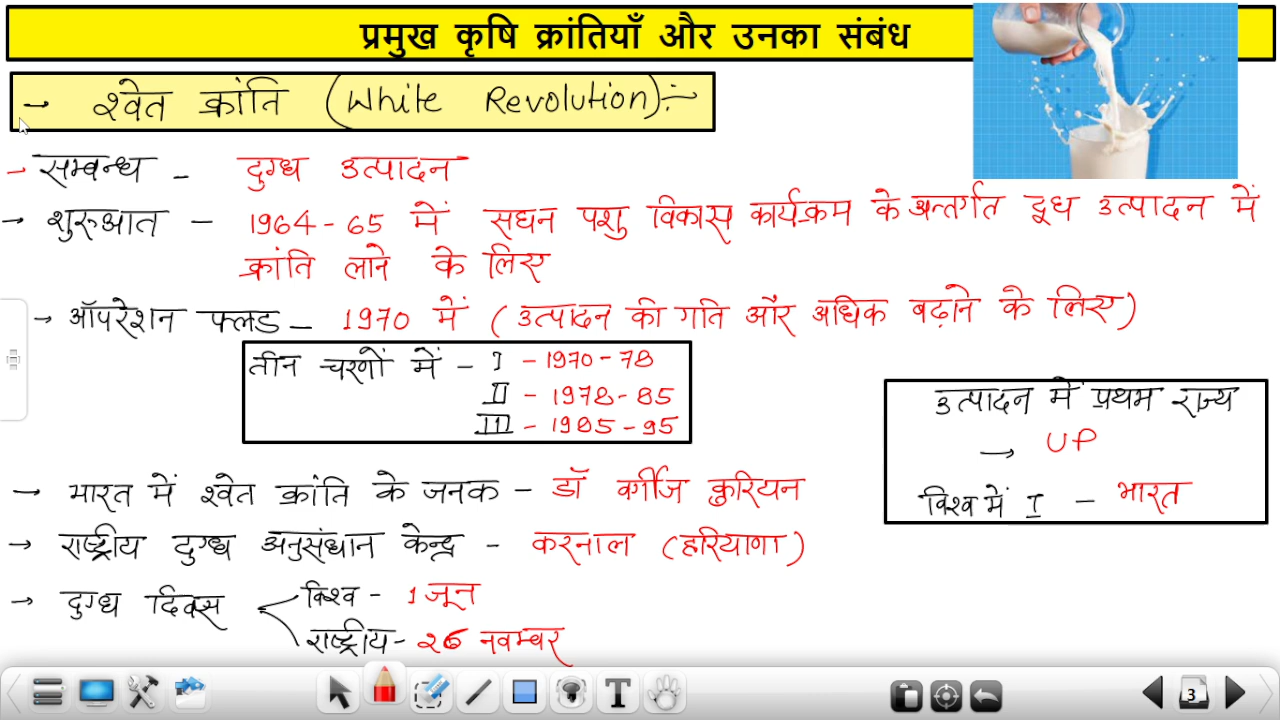 प्रमुख कृषि क्रांतियाँ और उनका संबंध
→ श्वेत क्रांति (White Revolution):-
→ सम्बन्ध - दुग्ध उत्पादन
→ शुरुआत - 1964-65 में सघन पशु विकास कार्यक्रम के अन्तर्गत दूध उत्पादन में
क्रांति लाने के लिए
→ ऑपरेशन फ्लड - 1970 में (उत्पादन की गति और अधिक बढ़ाने के लिए)
तीन चरणों में - I - 1970-78
II - 1978-85
III - 1985-95
उत्पादन में प्रथम राज्य
→ UP
विश्व में I - भारत
→ भारत में श्वेत क्रांति के जनक - डॉ वर्गीज कुरियन
→ राष्ट्रीय दुग्ध अनुसंधान केन्द्र - करनाल (हरियाणा)
→ दुग्ध दिवस
विश्व - 1 जून
राष्ट्रीय - 26 नवम्बर
T
3